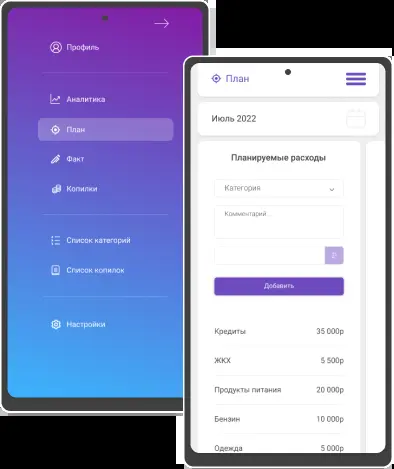 Профиль
Аналитика
План
Факт
Копилки
Список категорий
Список копилок
Настройки
План
Июль 2022
Планируемые расходы
Категория
Комментарий
Добавить
Кредиты 35 000р
ЖКХ 5 500р
Продукты питания 20 000р
Бензин 10 000р
Одежда 5 000р